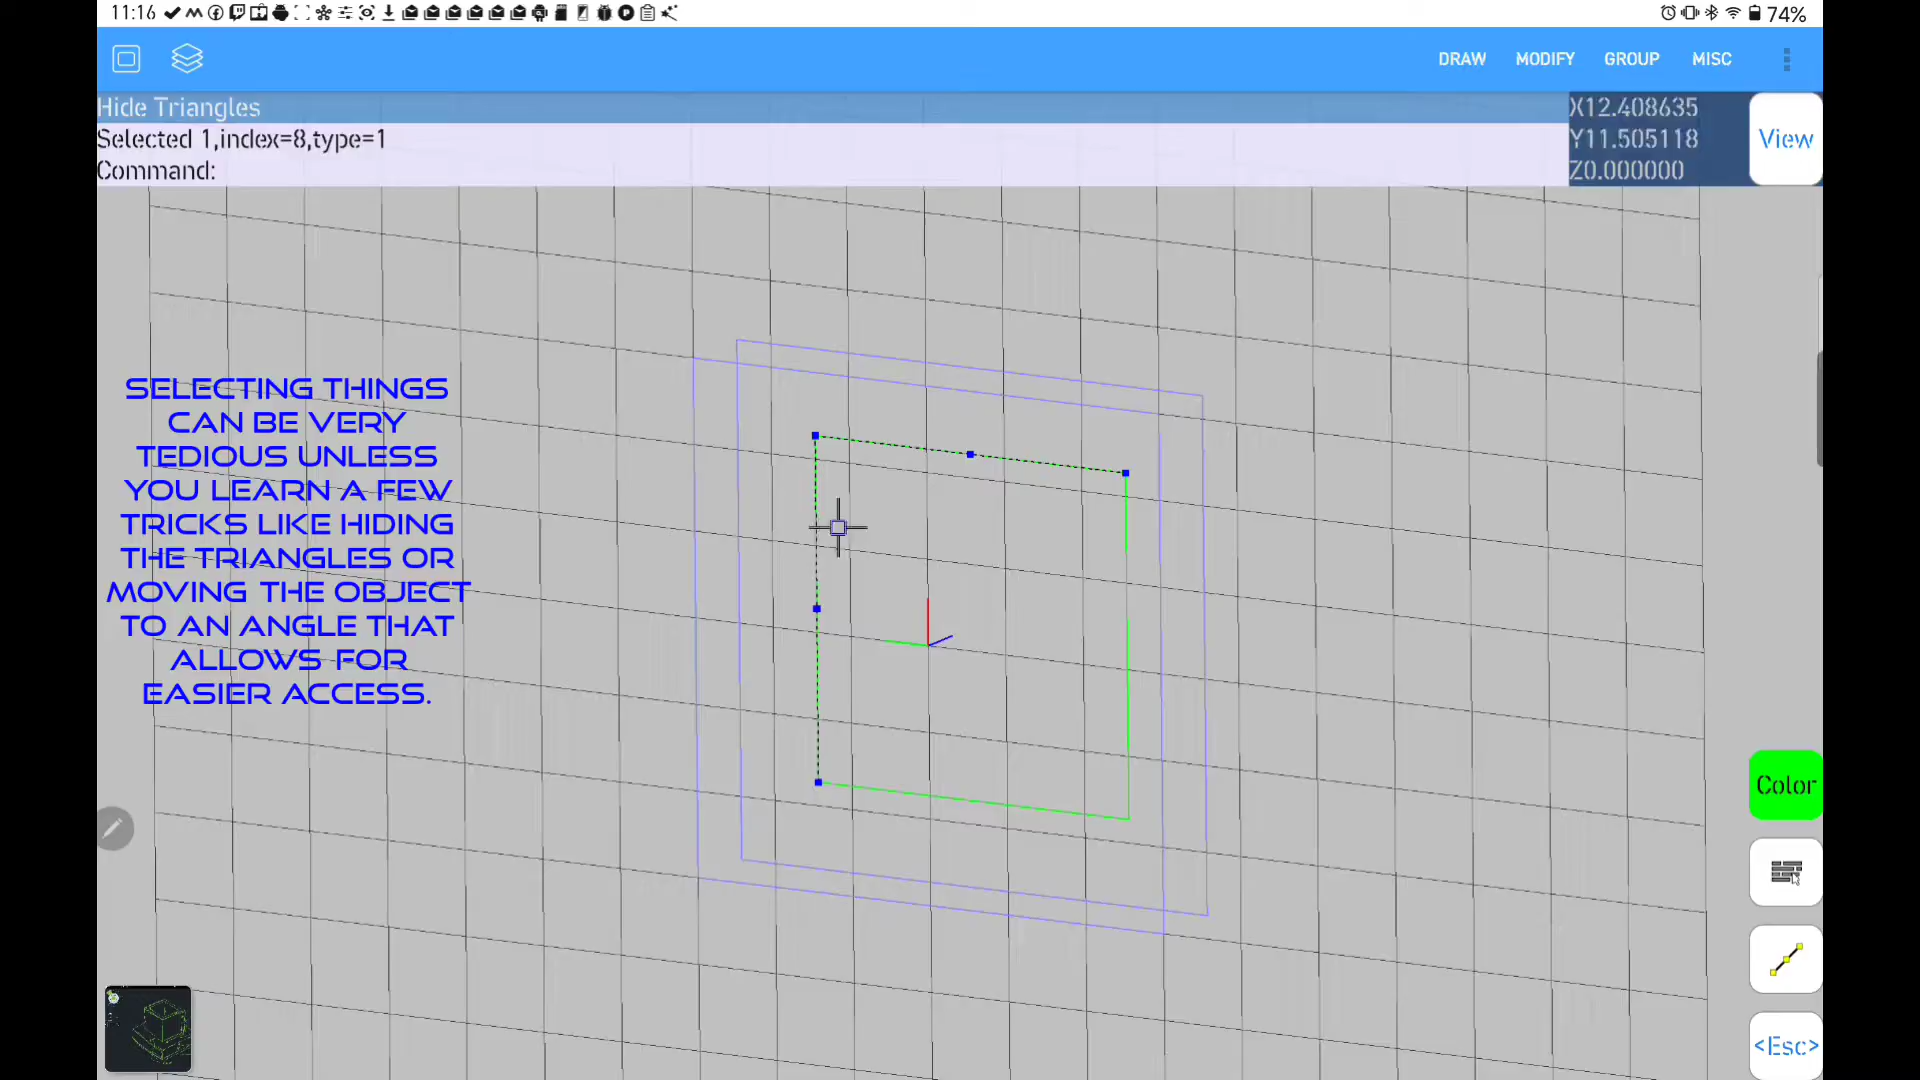 11:16
74%
DRAW MODIFY GROUP MISC
Hide Triangles
Selected 1,index=8,type=1
Command:
X12.408635
Y11.505118
Z0.000000
View
SELECTING THINGS
CAN BE VERY
TEDIOUS UNLESS
YOU LEARN A FEW
TRICKS LIKE HIDING
THE TRIANGLES OR
MOVING THE OBJECT
TO AN ANGLE THAT
ALLOWS FOR
EASIER ACCESS.
Color
<Esc>